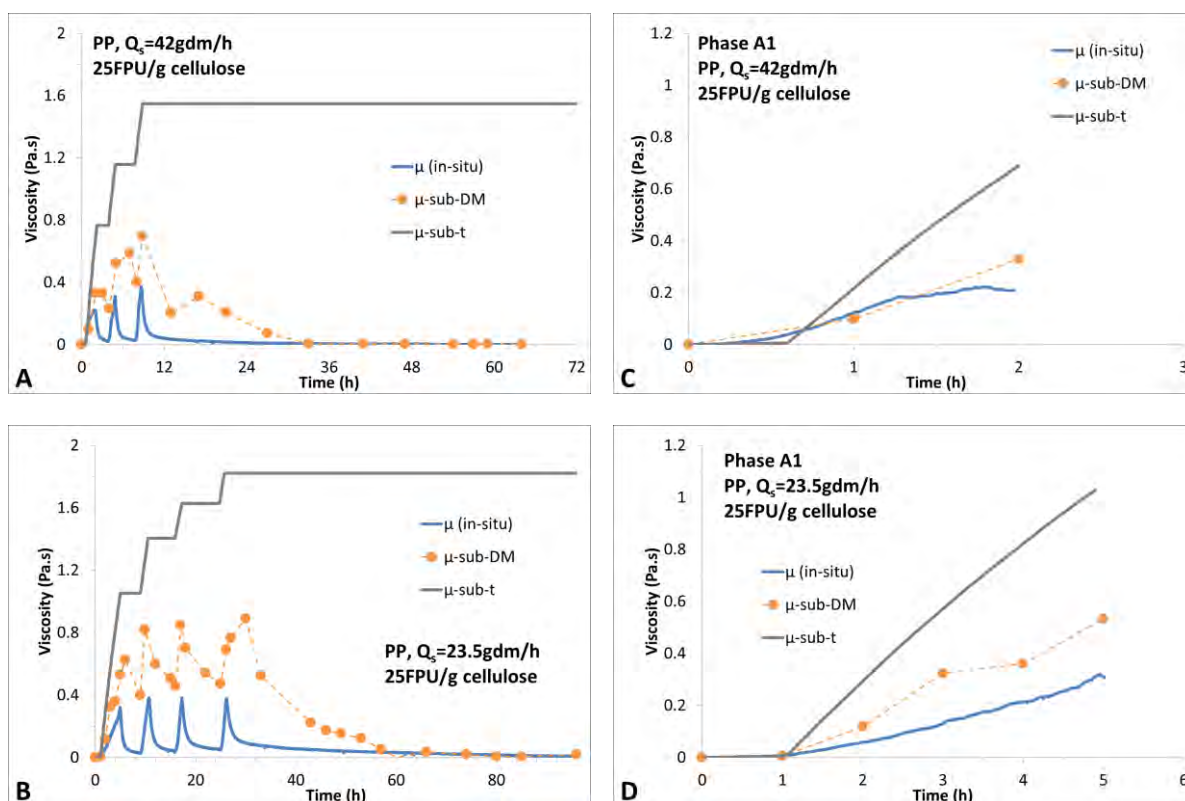 2
1.6
1.2
0.8
0.4
0
Viscosity (Pa.s)
PP, Qs=42gdm/h
25FPU/g cellulose
μ (in-situ)
μ-sub-DM
μ-sub-t
0 12 24 36 48 60 72
Time (h)
A
1.2
1
0.8
0.6
0.4
0.2
0
Viscosity (Pa.s)
Phase A1
PP, Qs=42gdm/h
25FPU/g cellulose
μ (in-situ)
μ-sub-DM
μ-sub-t
0 1 2 3
Time (h)
C
2
1.6
1.2
0.8
0.4
0
Viscosity (Pa.s)
μ (in-situ)
μ-sub-DM
μ-sub-t
PP, Qs=23.5gdm/h
25FPU/g cellulose
0 20 40 60 80
Time (h)
B
1.2
1
0.8
0.6
0.4
0.2
0
Viscosity (Pa.s)
Phase A1
PP, Qs=23.5gdm/h
25FPU/g cellulose
μ (in-situ)
μ-sub-DM
μ-sub-t
0 1 2 3 4 5 6
Time (h)
D